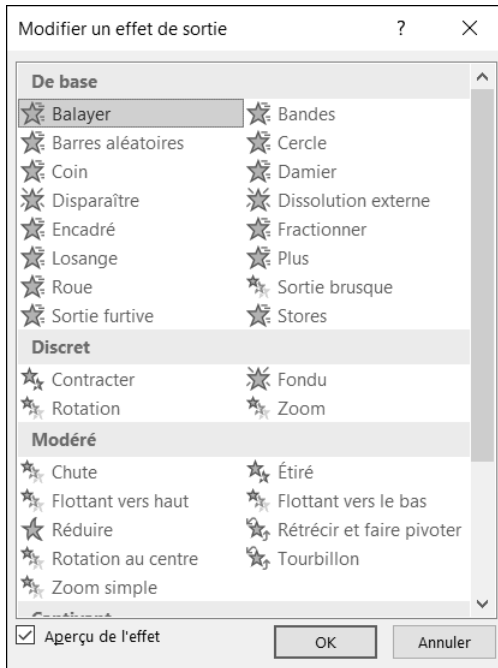 Modifier un effet de sortie ? ×
De base
Balayer Bandes
Barres aléatoires Cercle
Coin Damier
Disparaître Dissolution externe
Encadré Fractionner
Losange Plus
Roue Sortie brusque
Sortie furtive Stores
Discret
Contracter Fondu
Rotation Zoom
Modéré
Chute Étiré
Flottant vers haut Flottant vers le bas
Réduire Rétrécir et faire pivoter
Rotation au centre Tourbillon
Zoom simple
Aperçu de l'effet OK Annuler